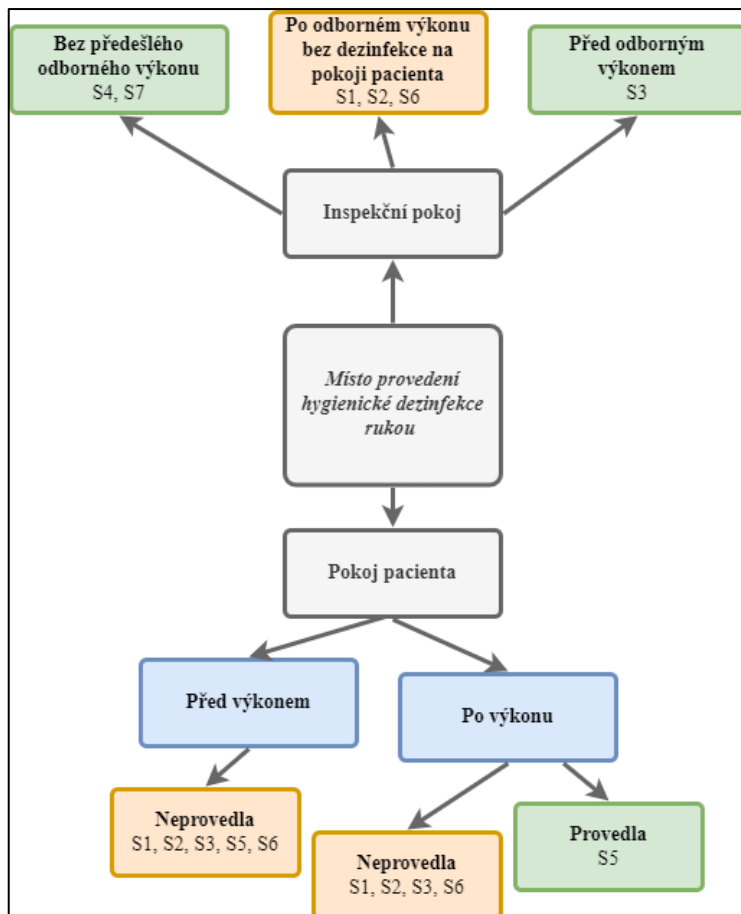 Bez předešlého
odborného výkonu
S4, S7
Po odborném výkonu
bez dezinfekce na
pokoji pacienta
S1, S2, S6
Před odborným
výkonem
S3
Inspekční pokoj
Místo provedení
hygienické dezinfekce
rukou
Pokoj pacienta
Před výkonem
Po výkonu
Neprovedla
S1, S2, S3, S5, S6
Neprovedla
S1, S2, S3, S6
Provedla
S5